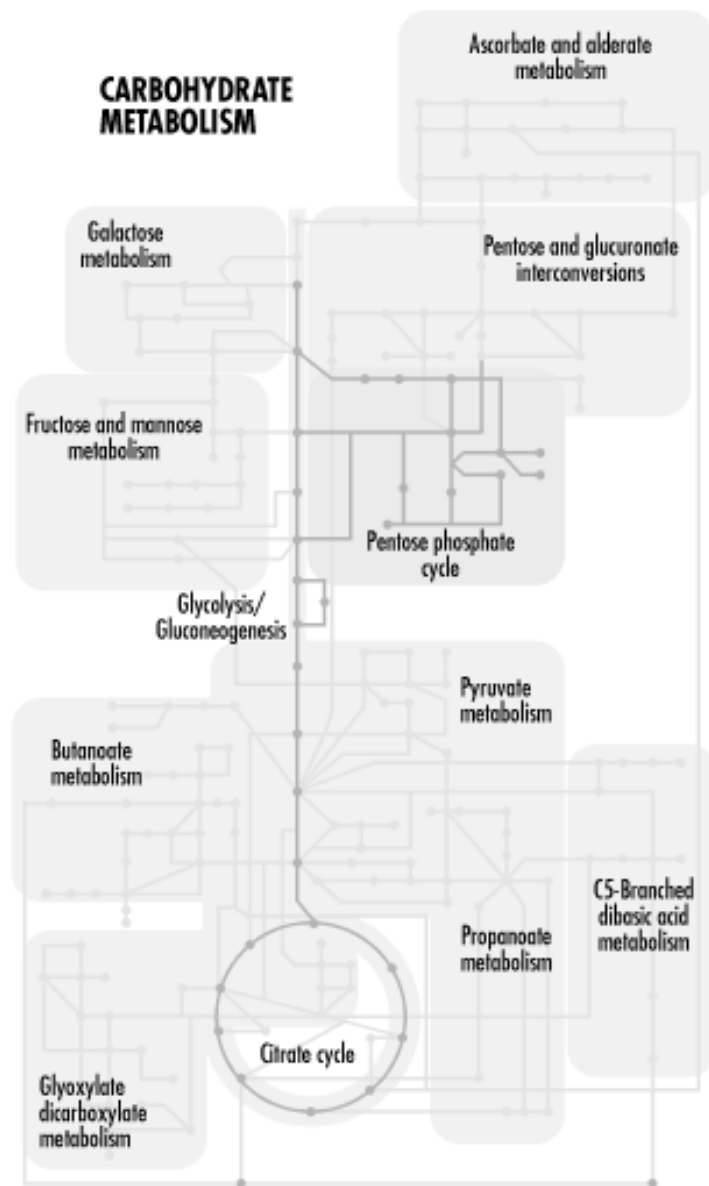 CARBOHYDRATE
METABOLISM
Ascorbate and alderate
metabolism
Galactose
metabolism
Pentose and glucuronate
interconversions
Fructose and mannose
metabolism
Pentose phosphate
cycle
Glycolysis/
Gluconeogenesis
Pyruvate
metabolism
Butanoate
metabolism
C5-Branched
dibasic acid
metabolism
Propanoate
metabolism
Citrate cycle
Glyoxylate
dicarboxylate
metabolism